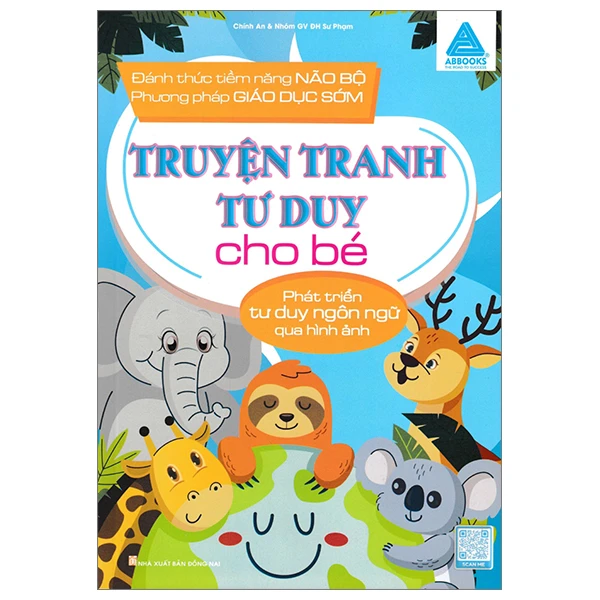 Chính An & Nhóm GV ĐH Sư Phạm
ABBOOKS
THE ROAD TO SUCCESS
Đánh thức tiềm năng NÃO BỘ
Phương pháp GIÁO DỤC SỚM
TRUYỆN TRANH
TƯ DUY
cho bé
Phát triển
tư duy ngôn ngữ
qua hình ảnh
NHÀ XUẤT BẢN ĐỒNG NAI
SCAN ME